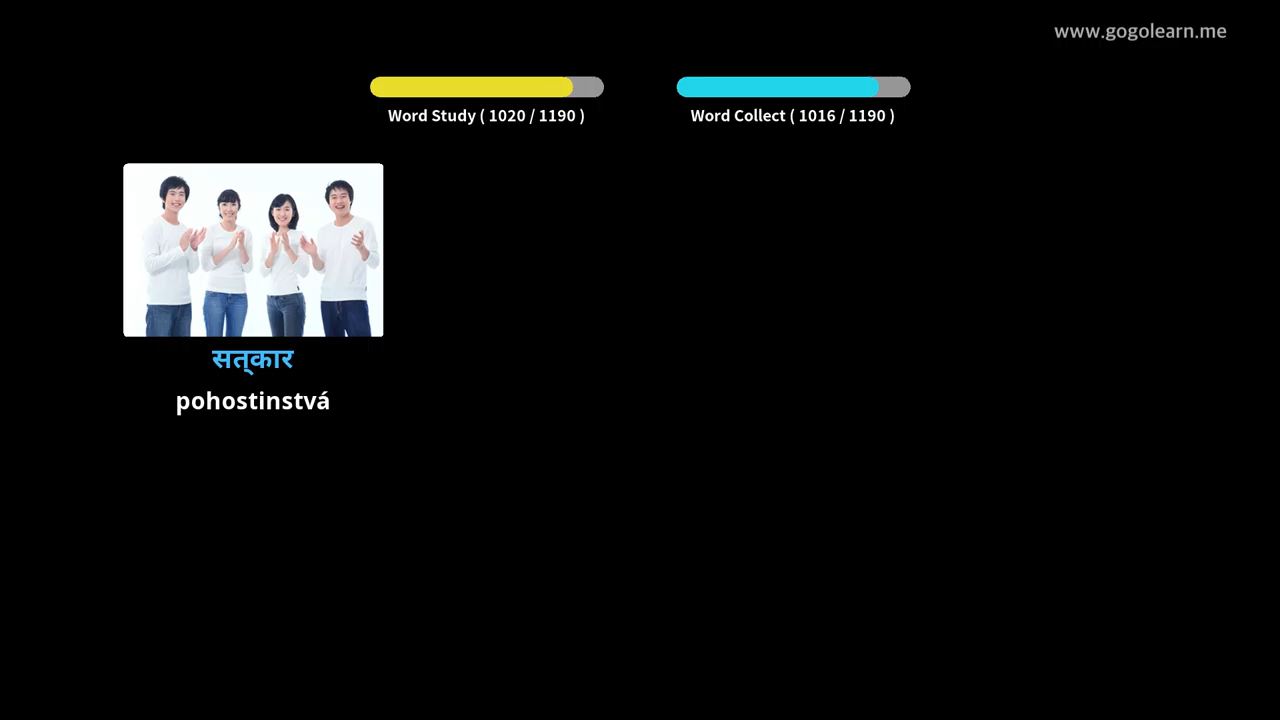 www.gogolearn.me
Word Study ( 1020 / 1190 )
Word Collect ( 1016 / 1190 )
सत्‌कार
pohostinstvá